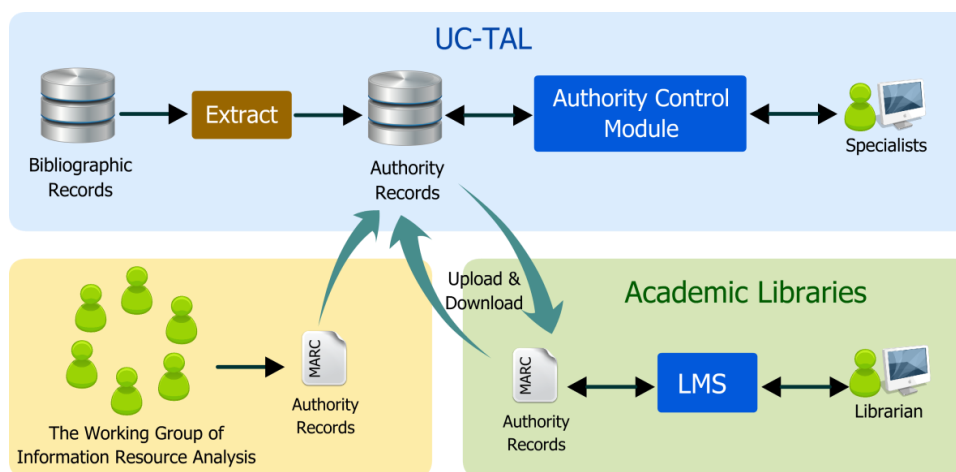 UC-TAL
Extract
Authority Control
Module
Bibliographic
Records
Authority
Records
Specialists
Upload &
Download
Academic Libraries
MARC
Authority
Records
The Working Group of
Information Resource Analysis
MARC
Authority
Records
LMS
Librarian